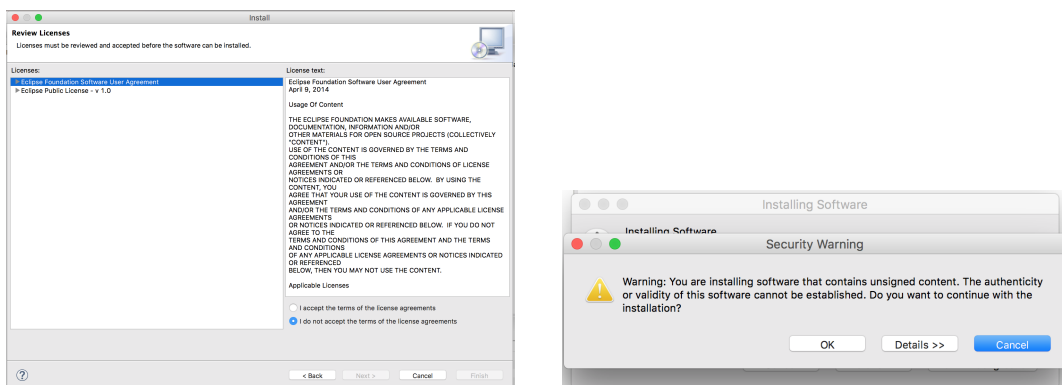 Install
Review Licenses
Licenses must be reviewed and accepted before the software can be installed.
Licenses:
Eclipse Foundation Software User Agreement
Eclipse Public License - v 1.0
License text:
Eclipse Foundation Software User Agreement
April 9, 2014
Usage Of Content
THE ECLIPSE FOUNDATION MAKES AVAILABLE SOFTWARE,
DOCUMENTATION, INFORMATION AND/OR
OTHER MATERIALS FOR OPEN SOURCE PROJECTS (COLLECTIVELY
"CONTENT").
USE OF THE CONTENT IS GOVERNED BY THE TERMS AND
CONDITIONS OF THIS
AGREEMENT AND/OR THE TERMS AND CONDITIONS OF LICENSE
AGREEMENTS OR
NOTICES INDICATED OR REFERENCED BELOW.  BY USING THE
CONTENT, YOU
AGREE THAT YOUR USE OF THE CONTENT IS GOVERNED BY THIS
AGREEMENT
AND/OR THE TERMS AND CONDITIONS OF ANY APPLICABLE LICENSE
AGREEMENTS
OR NOTICES INDICATED OR REFERENCED BELOW.  IF YOU DO NOT
AGREE TO THE
TERMS AND CONDITIONS OF THIS AGREEMENT AND THE TERMS
AND CONDITIONS
OF ANY APPLICABLE LICENSE AGREEMENTS OR NOTICES INDICATED
OR REFERENCED
BELOW, THEN YOU MAY NOT USE THE CONTENT.
Applicable Licenses
I accept the terms of the license agreements
I do not accept the terms of the license agreements
?
< Back
Next >
Cancel
Finish
Installing Software
Installing Software
Security Warning
Warning: You are installing software that contains unsigned content. The authenticity
or validity of this software cannot be established. Do you want to continue with the
installation?
OK
Details >>
Cancel